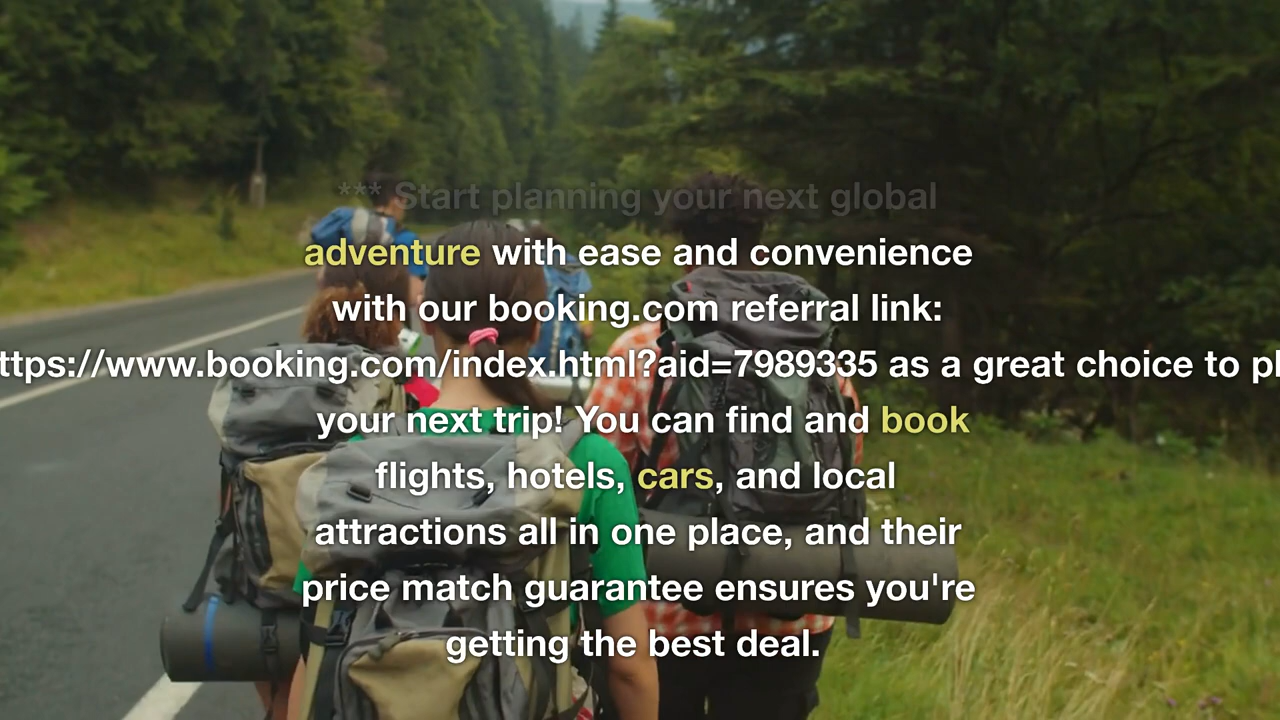 *** Start planning your next global
adventure with ease and convenience
with our booking.com referral link:
ttps://www.booking.com/index.html?aid=7989335 as a great choice to pl
your next trip! You can find and book
flights, hotels, cars, and local
attractions all in one place, and their
price match guarantee ensures you're
getting the best deal.